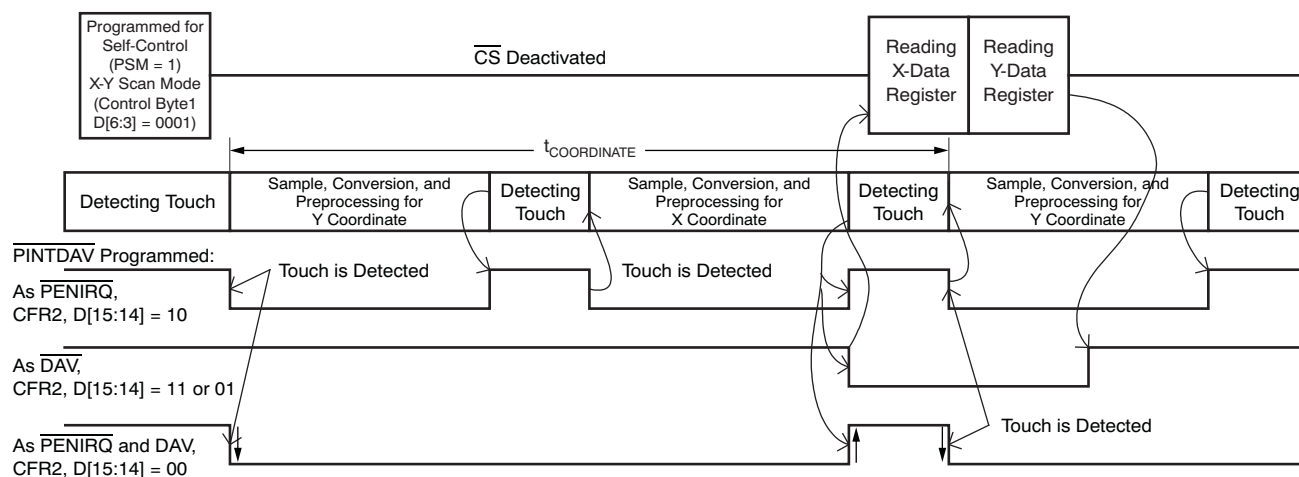 Programmed for
Self-Control
(PSM = 1)
X-Y Scan Mode
(Control Byte1
D[6:3] = 0001)
CS Deactivated
Reading
X-Data
Register
Reading
Y-Data
Register
tCOORDINATE
Detecting Touch
Sample, Conversion, and
Preprocessing for
Y Coordinate
Detecting
Touch
Sample, Conversion, and
Preprocessing for
X Coordinate
Detecting
Touch
Sample, Conversion, and
Preprocessing for
Y Coordinate
Detecting
Touch
PINTDAV Programmed:
Touch is Detected
Touch is Detected
As PENIRQ,
CFR2, D[15:14] = 10
As DAV,
CFR2, D[15:14] = 11 or 01
Touch is Detected
As PENIRQ and DAV,
CFR2, D[15:14] = 00